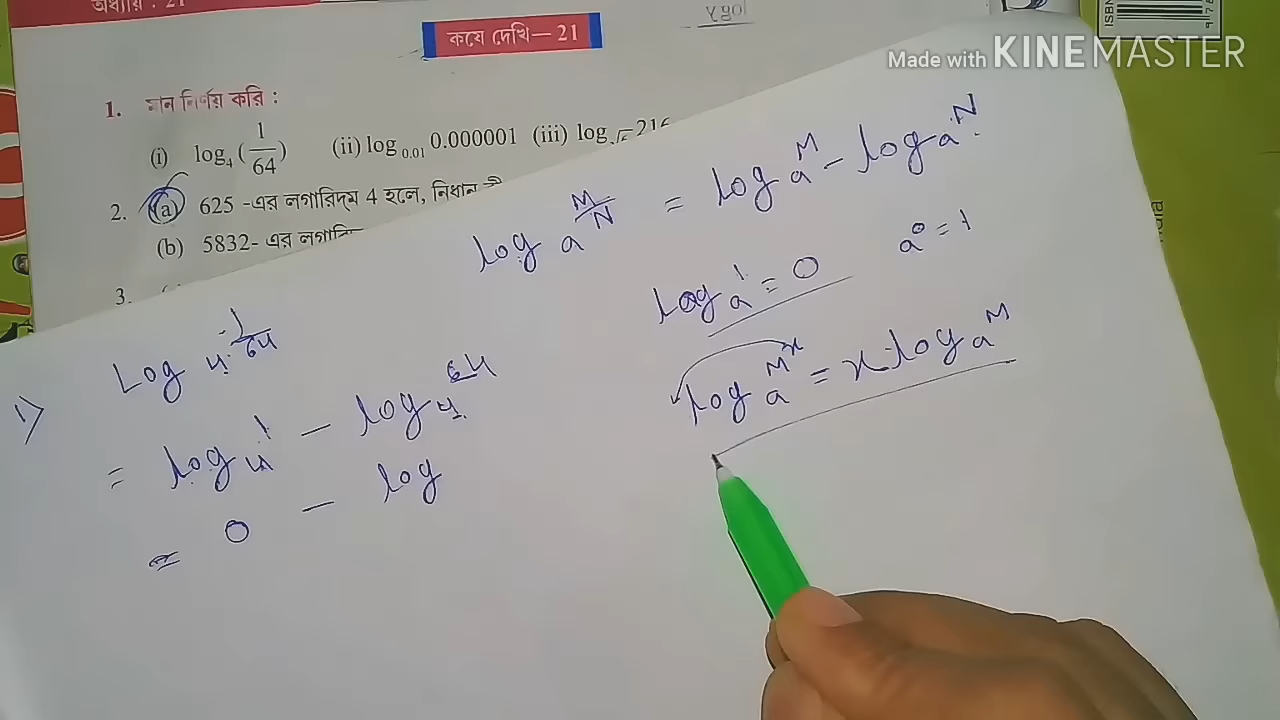 অধ্যায় : 21
কষে দেখি— 21
Made with KINEMASTER
ISBN
1. মান নির্ণয় করি :
(i) log₄(1/64) (ii) log₀.₀₁ 0.000001 (iii) log 216
2. (a) 625 -এর লগারিদম 4 হলে,
(b) 5832- এর
3.
log a M/N = log a M – log a N
log a 1 = 0 a⁰ = 1
log a Mˣ = x log a M
1) Log 4 1/64
= log 4 1 – log 4 64
= 0 – log